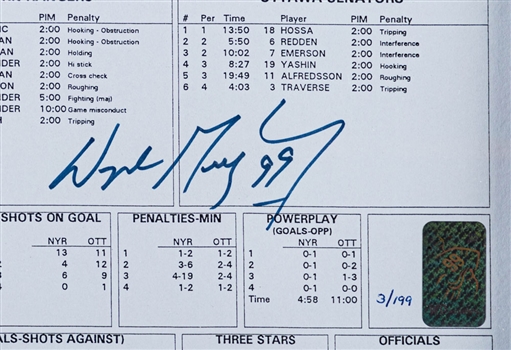 OTTAWA SENATORS
PIM Penalty
2:00 Hooking - Obstruction
2:00 Hooking - Obstruction
2:00 Holding
2:00 Hi stick
2:00 Cross check
2:00 Roughing
5:00 Fighting (maj)
10:00 Game misconduct
2:00 Tripping
# Per Time Player PIM Penalty
1 1 13:50 18 HOSSA 2:00 Tripping
2 2 5:50 6 REDDEN 2:00 Interference
3 2 10:02 7 EMERSON 2:00 Interference
4 3 8:27 19 YASHIN 2:00 Hooking
5 3 19:49 11 ALFREDSSON 2:00 Roughing
6 4 4:03 3 TRAVERSE 2:00 Tripping
99
SHOTS ON GOAL
NYR OTT
13 11
4 12
6 9
0 1
PENALTIES-MIN
NYR OTT
1 1-2 1-2
2 3-6 2-4
3 4-19 2-4
4 1-2 1-2
POWERPLAY
(GOALS-OPP)
NYR OTT
1 0-1 0-1
2 0-1 0-2
3 0-1 1-3
4 0-1 0-0
Time 4:58 11:00
3/199
ALS-SHOTS AGAINST)
THREE STARS
OFFICIALS